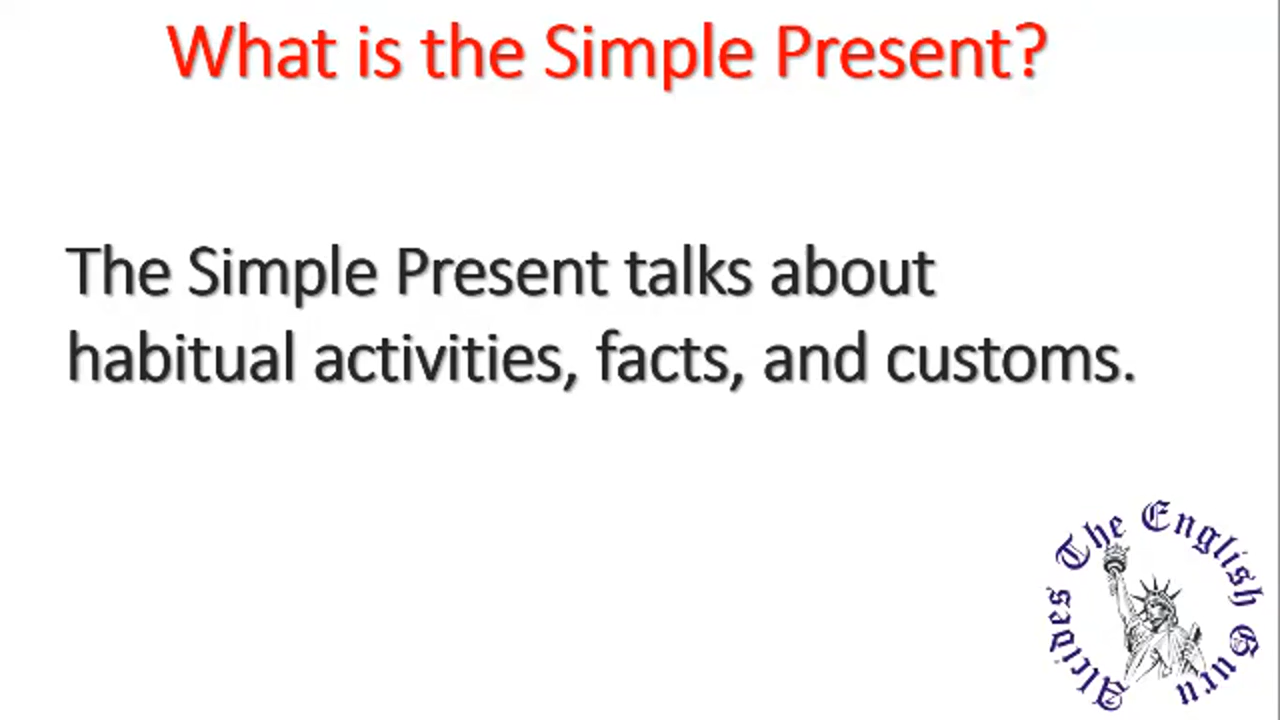 What is the Simple Present?
The Simple Present talks about
habitual activities, facts, and customs.
Alcides The English Guru